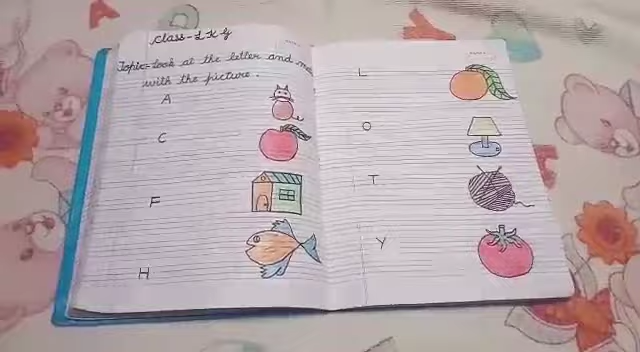 Class-LKG
Topic=Look at the letter and
with the picture.
A
C
F
H
L
O
T
Y